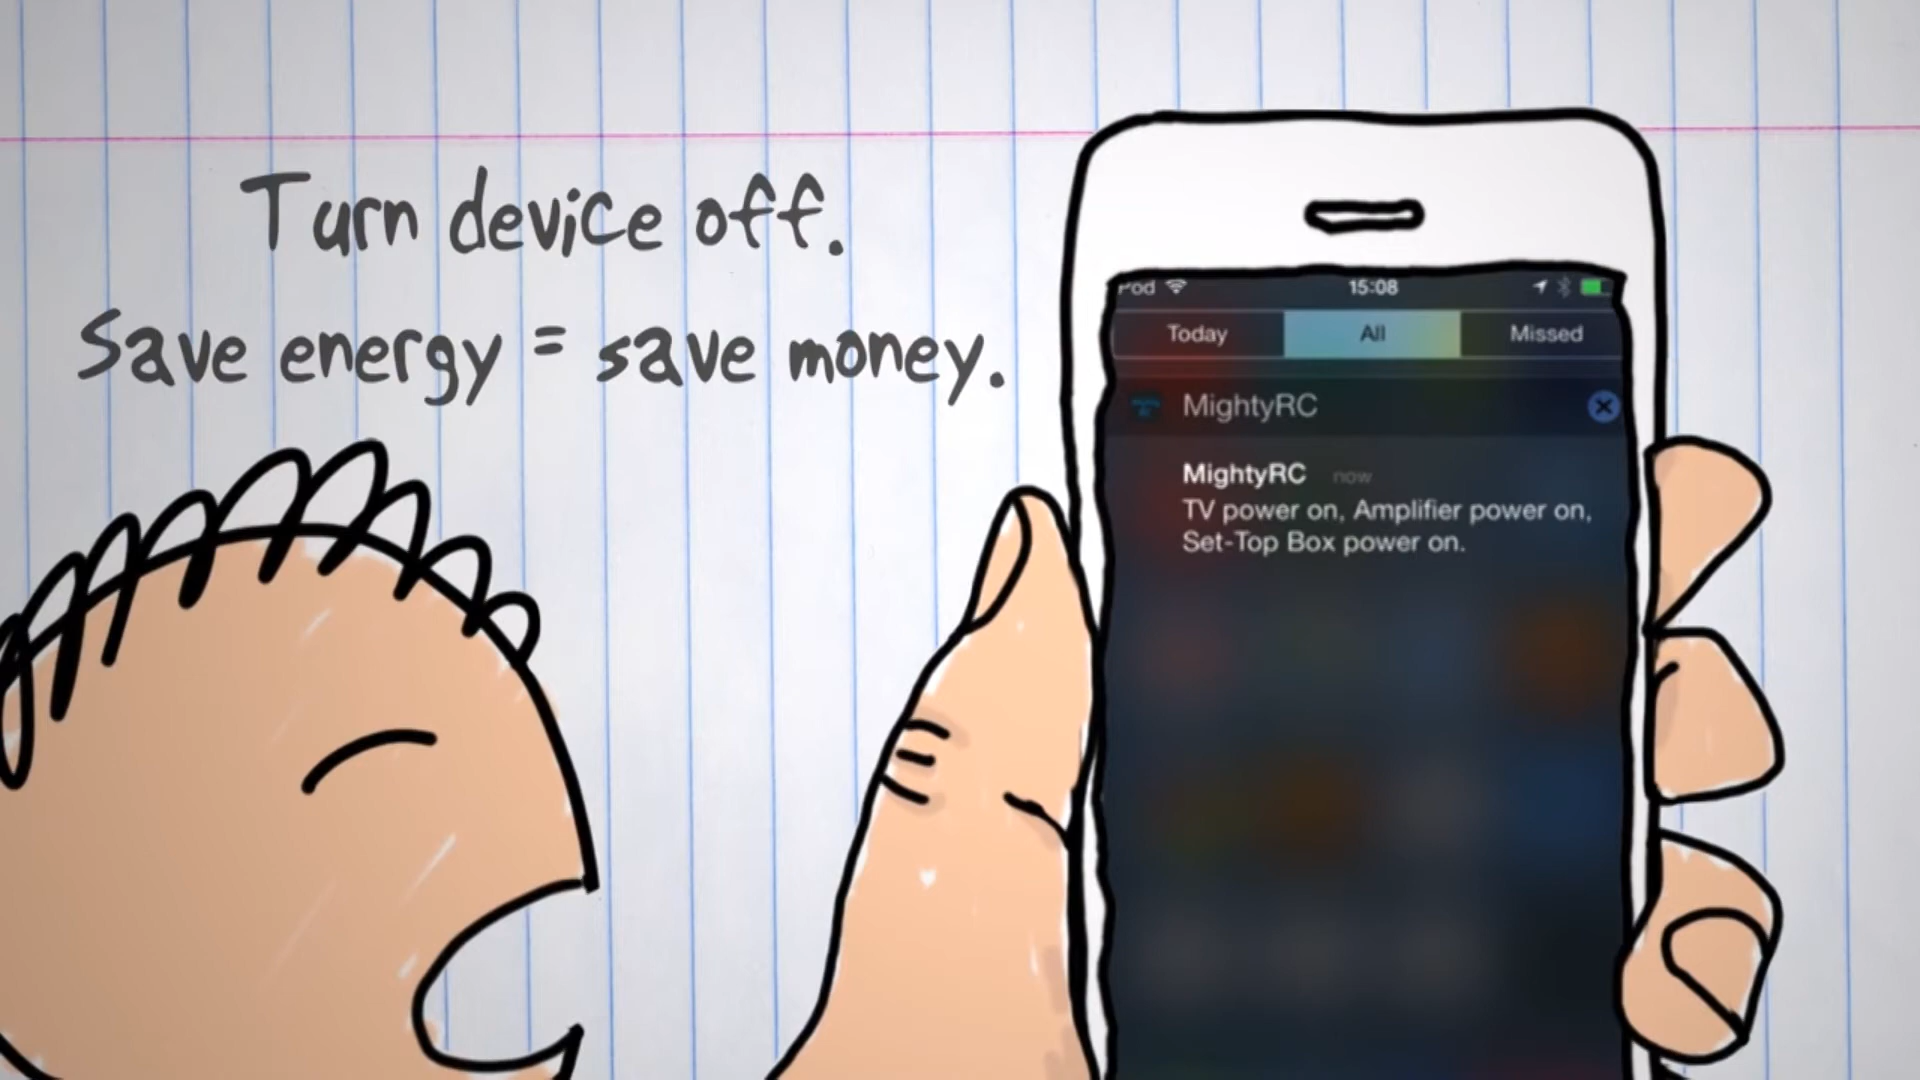 Turn device off.
Save energy = save money.
iPod 15:08
Today All Missed
MightyRC
MightyRC now
TV power on, Amplifier power on,
Set-Top Box power on.